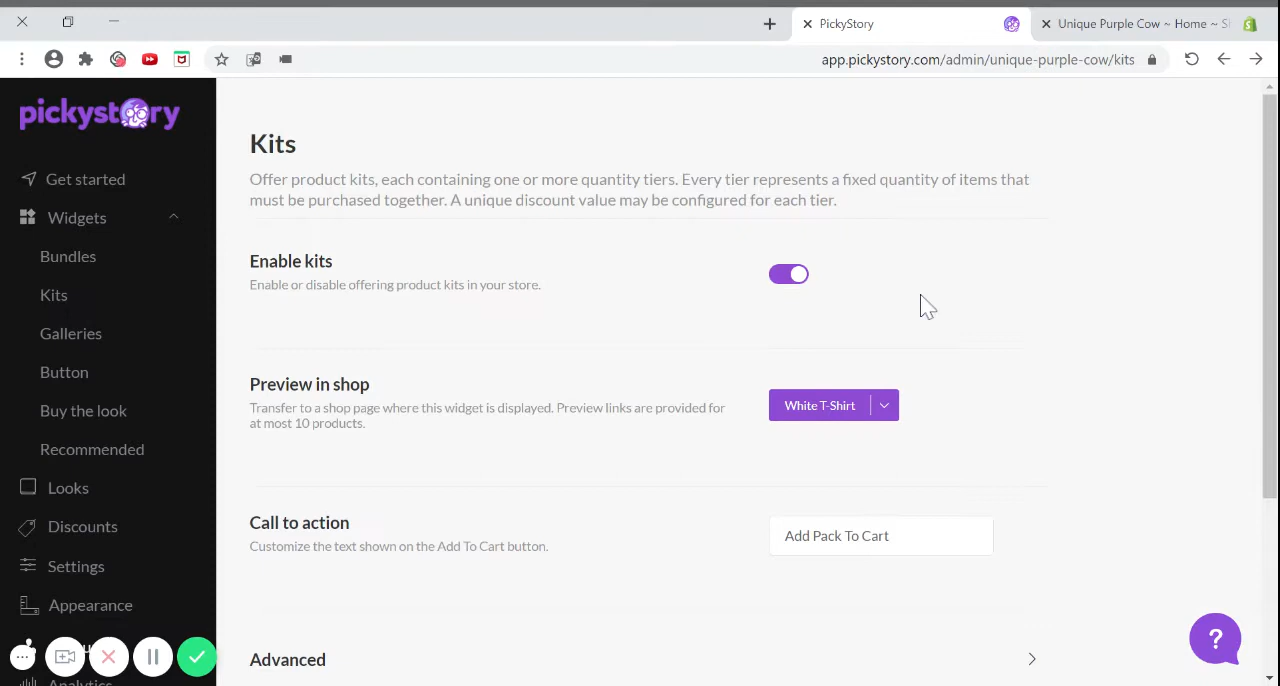 PickyStory
Unique Purple Cow ~ Home ~ S
app.pickystory.com/admin/unique-purple-cow/kits
pickystory
Get started
Widgets
Bundles
Kits
Galleries
Button
Buy the look
Recommended
Looks
Discounts
Settings
Appearance
Analytics
Kits
Offer product kits, each containing one or more quantity tiers. Every tier represents a fixed quantity of items that
must be purchased together. A unique discount value may be configured for each tier.
Enable kits
Enable or disable offering product kits in your store.
Preview in shop
Transfer to a shop page where this widget is displayed. Preview links are provided for
at most 10 products.
White T-Shirt
Call to action
Customize the text shown on the Add To Cart button.
Add Pack To Cart
Advanced
?